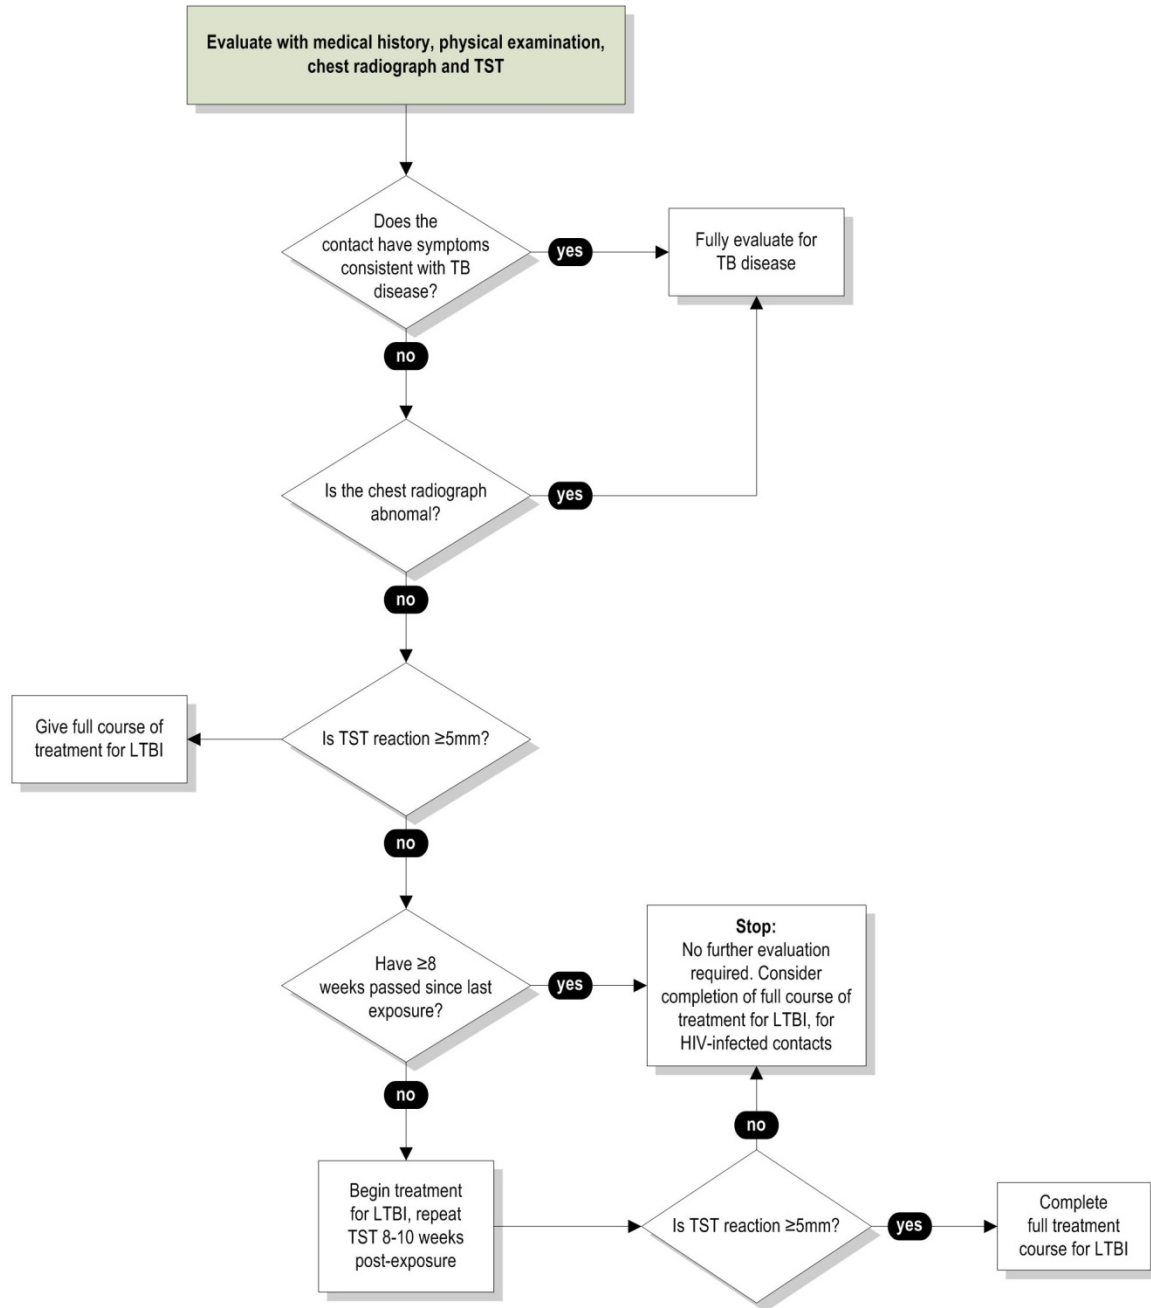 Evaluate with medical history, physical examination,
chest radiograph and TST
Does the
contact have symptoms
consistent with TB
disease?
yes
Fully evaluate for
TB disease
no
Is the chest radiograph
abnomal?
yes
no
Give full course of
treatment for LTBI
Is TST reaction ≥5mm?
no
Have ≥8
weeks passed since last
exposure?
yes
Stop:
No further evaluation
required. Consider
completion of full course of
treatment for LTBI, for
HIV-infected contacts
no
no
Begin treatment
for LTBI, repeat
TST 8-10 weeks
post-exposure
Is TST reaction ≥5mm?
yes
Complete
full treatment
course for LTBI